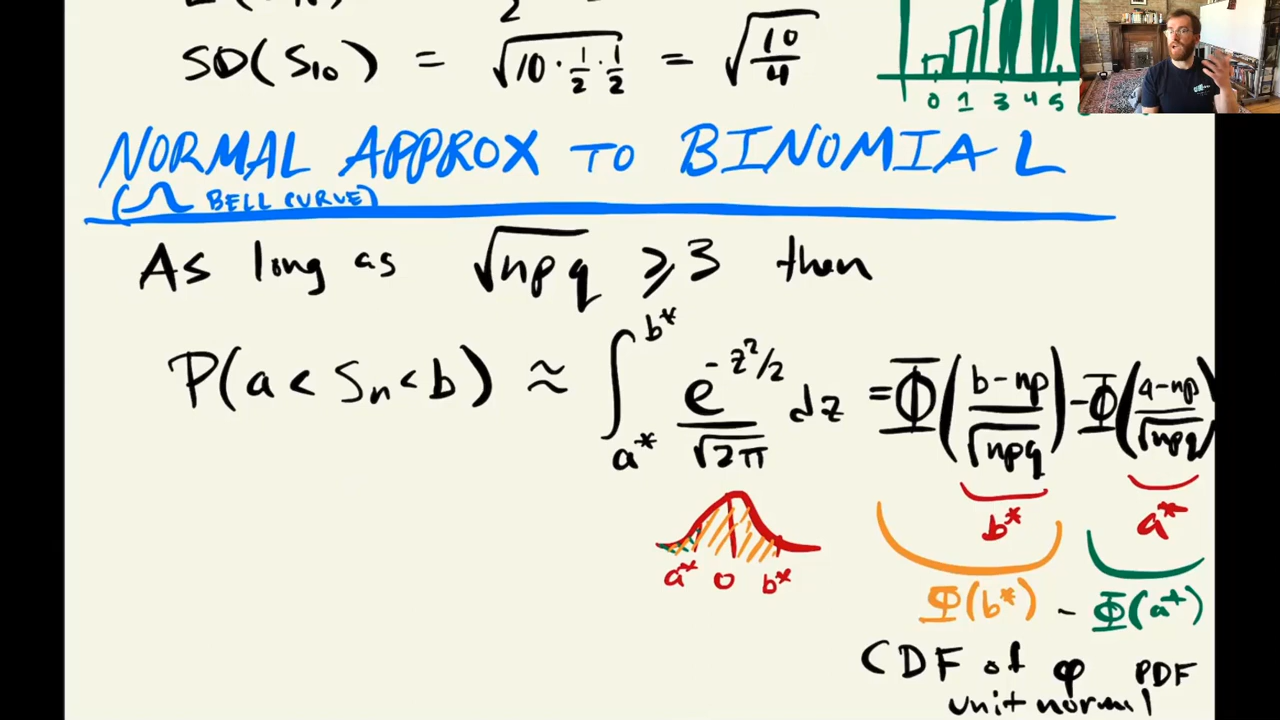 SD(S₁₀) = √10·1/2·1/2 = √10/4
0 1 3 4 5
NORMAL APPROX TO BINOMIAL
( BELL CURVE)
As long as √npq ≥ 3 then
P(a < Sn < b) ≈ ∫_{a*}^{b*} e^{-z²/2}/√2π dz = Φ(b-np/√npq) - Φ(a-np/√npq)
b* a*
a* 0 b*
Φ(b*) - Φ(a*)
CDF of φ PDF
unit normal